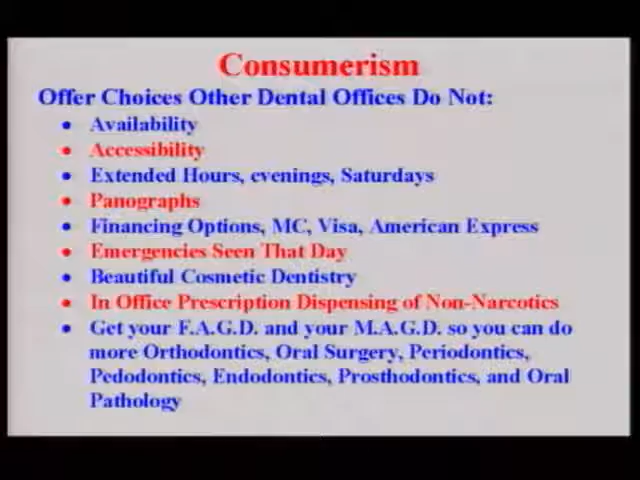 Consumerism
Offer Choices Other Dental Offices Do Not:
• Availability
• Accessibility
• Extended Hours, evenings, Saturdays
• Panographs
• Financing Options, MC, Visa, American Express
• Emergencies Seen That Day
• Beautiful Cosmetic Dentistry
• In Office Prescription Dispensing of Non-Narcotics
• Get your F.A.G.D. and your M.A.G.D. so you can do
more Orthodontics, Oral Surgery, Periodontics,
Pedodontics, Endodontics, Prosthodontics, and Oral
Pathology